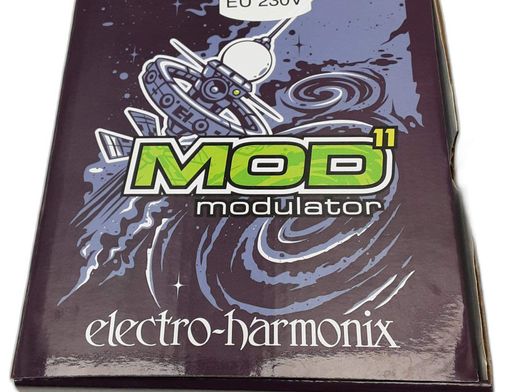 EU 230V
MOD 11
modulator
electro-harmonix